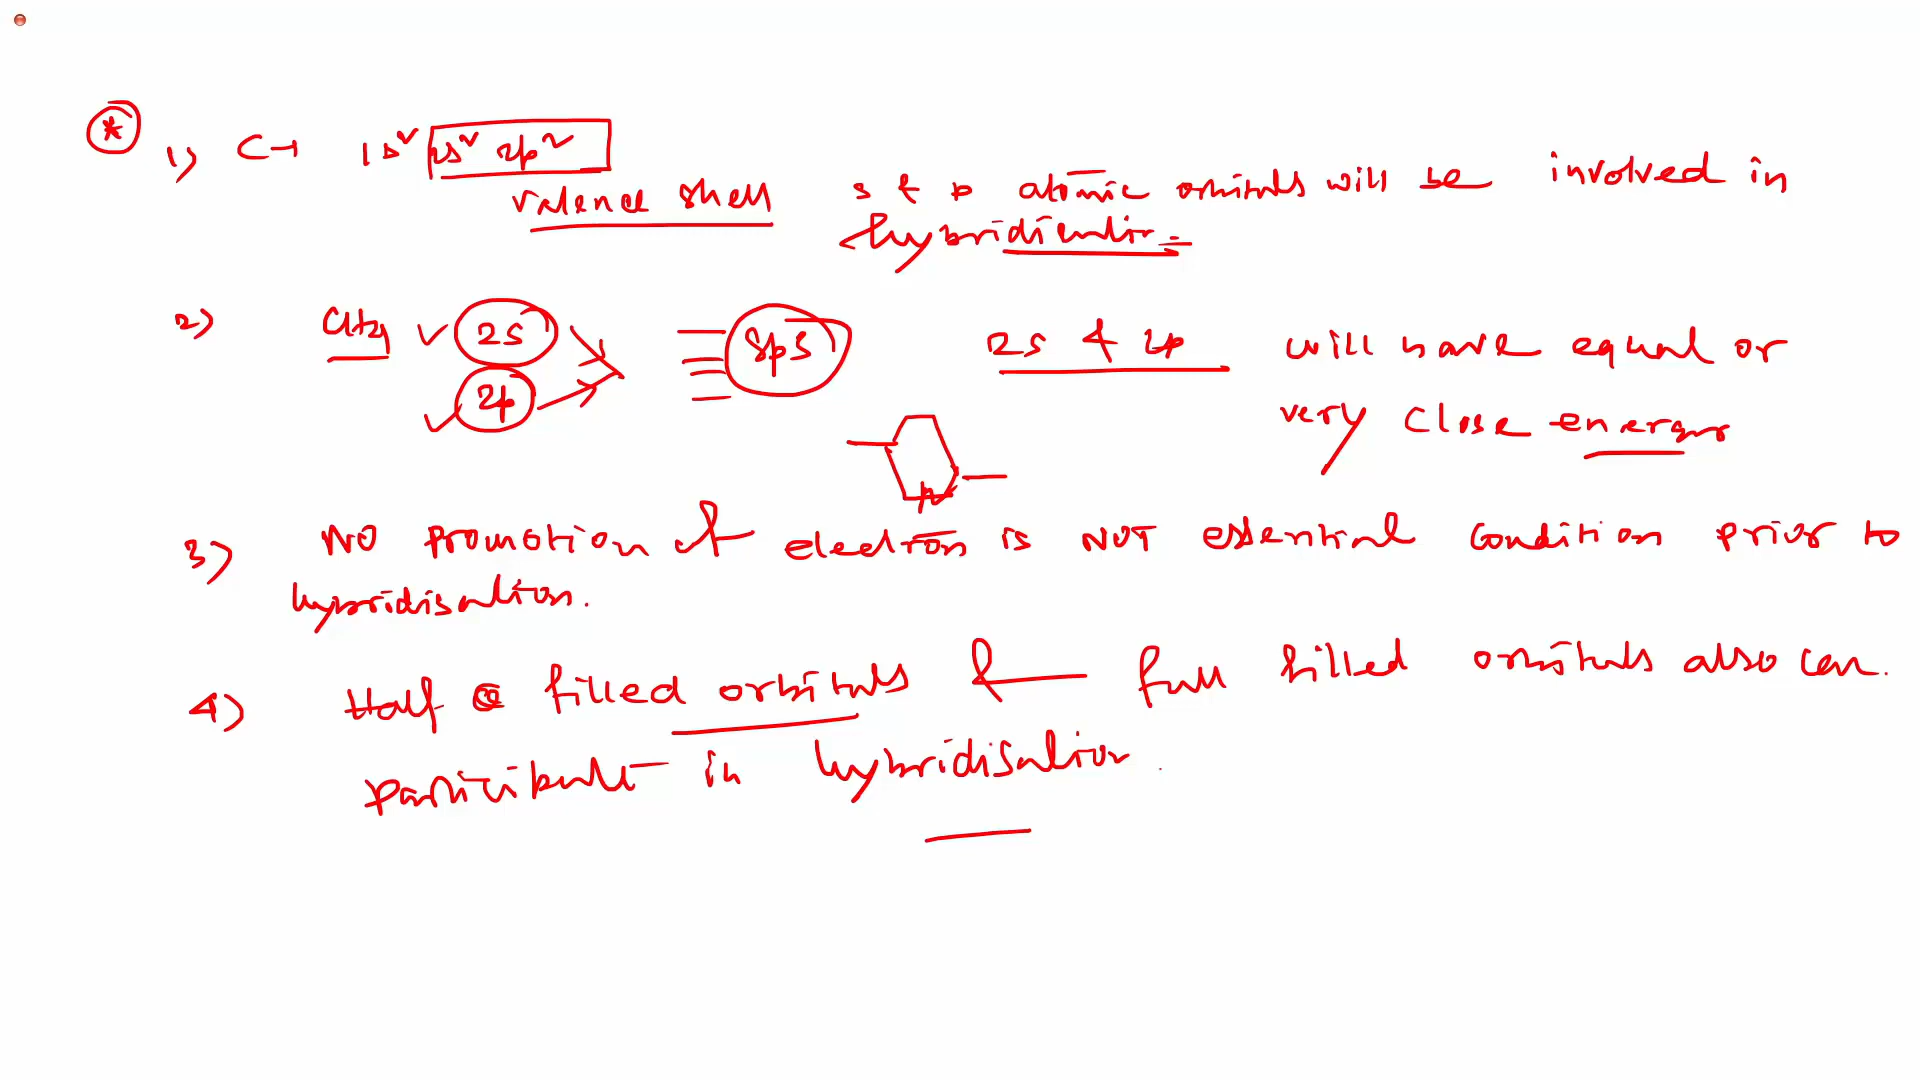 *
1) C → 1s² 2s² 2p²
valence shell s & p atomic orbitals will be involved in
hybridisation
2) CH4 2s sp3 2s & 2p will have equal or
2p very close energy
N
3) NO promotion of electron is NOT essential condition prior to
hybridisation.
4) Half filled orbitals & full filled orbitals also can.
participate in hybridisation.